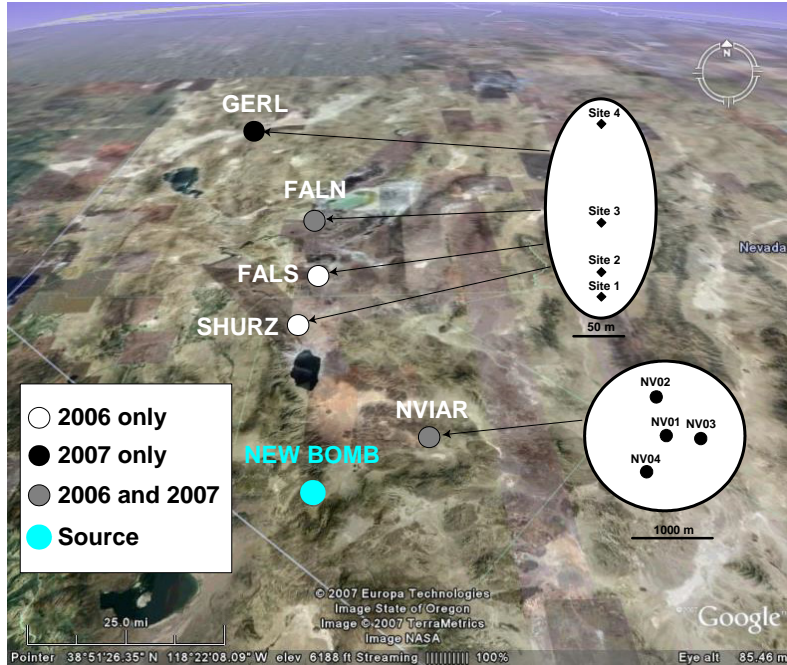 N
GERL
Site 4
FALN
Site 3
Nevada
FALS
Site 2
Site 1
SHURZ
50 m
NV02
NVIAR
NV01
NV03
NV04
1000 m
NEW BOMB
2006 only
2007 only
2006 and 2007
Source
© 2007 Europa Technologies
Image State of Oregon
Image © 2007 TerraMetrics
Image NASA
Google
25.0 mi
Pointer 38°51'26.35" N 118°22'08.09" W elev 6188 ft Streaming |||||||||| 100% Eye alt 85.46 m